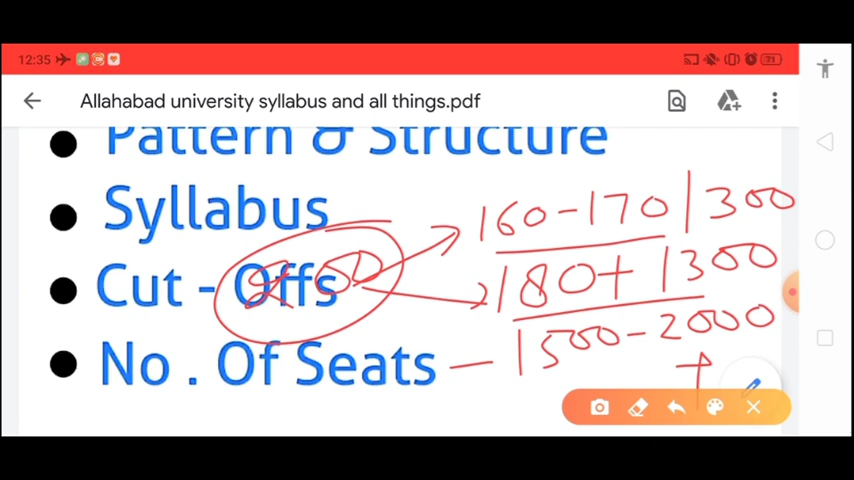 12:35
71
Allahabad university syllabus and all things.pdf
Pattern & Structure
Syllabus
160-170/300
Cut - Offs
180+/300
No . Of Seats - 1500-2000
+